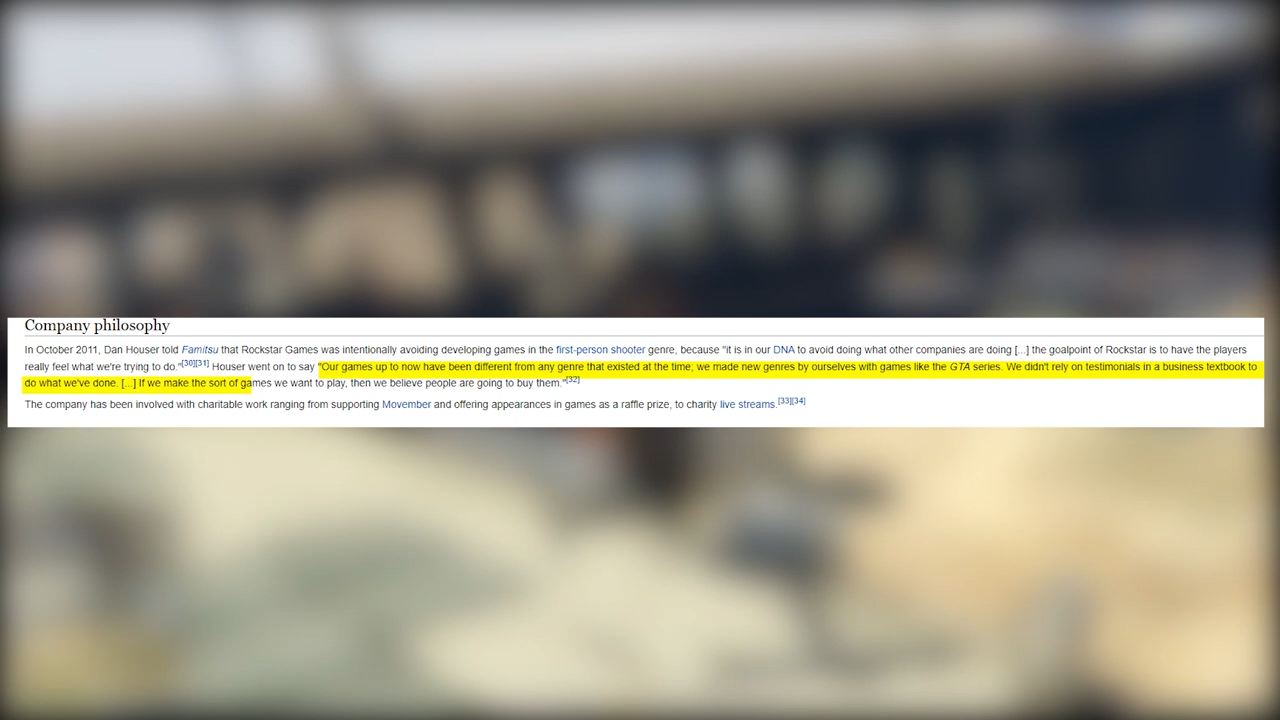 Company philosophy
In October 2011, Dan Houser told Famitsu that Rockstar Games was intentionally avoiding developing games in the first-person shooter genre, because "it is in our DNA to avoid doing what other companies are doing [...] the goalpoint of Rockstar is to have the players
really feel what we're trying to do."[30][31] Houser went on to say "Our games up to now have been different from any genre that existed at the time; we made new genres by ourselves with games like the GTA series. We didn't rely on testimonials in a business textbook to
do what we've done. [...] If we make the sort of games we want to play, then we believe people are going to buy them."[32]
The company has been involved with charitable work ranging from supporting Movember and offering appearances in games as a raffle prize, to charity live streams.[33][34]